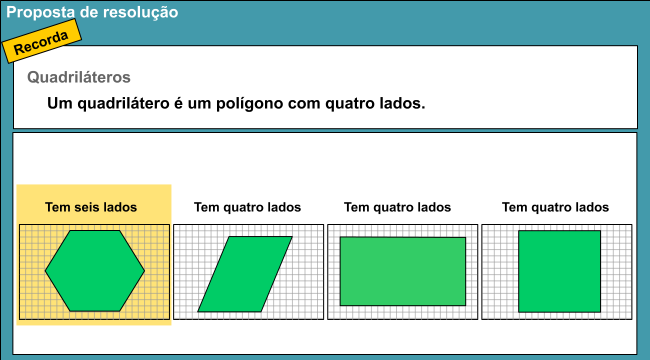 Proposta de resolução
Recorda
Quadriláteros
Um quadrilátero é um polígono com quatro lados.
Tem seis lados
Tem quatro lados
Tem quatro lados
Tem quatro lados